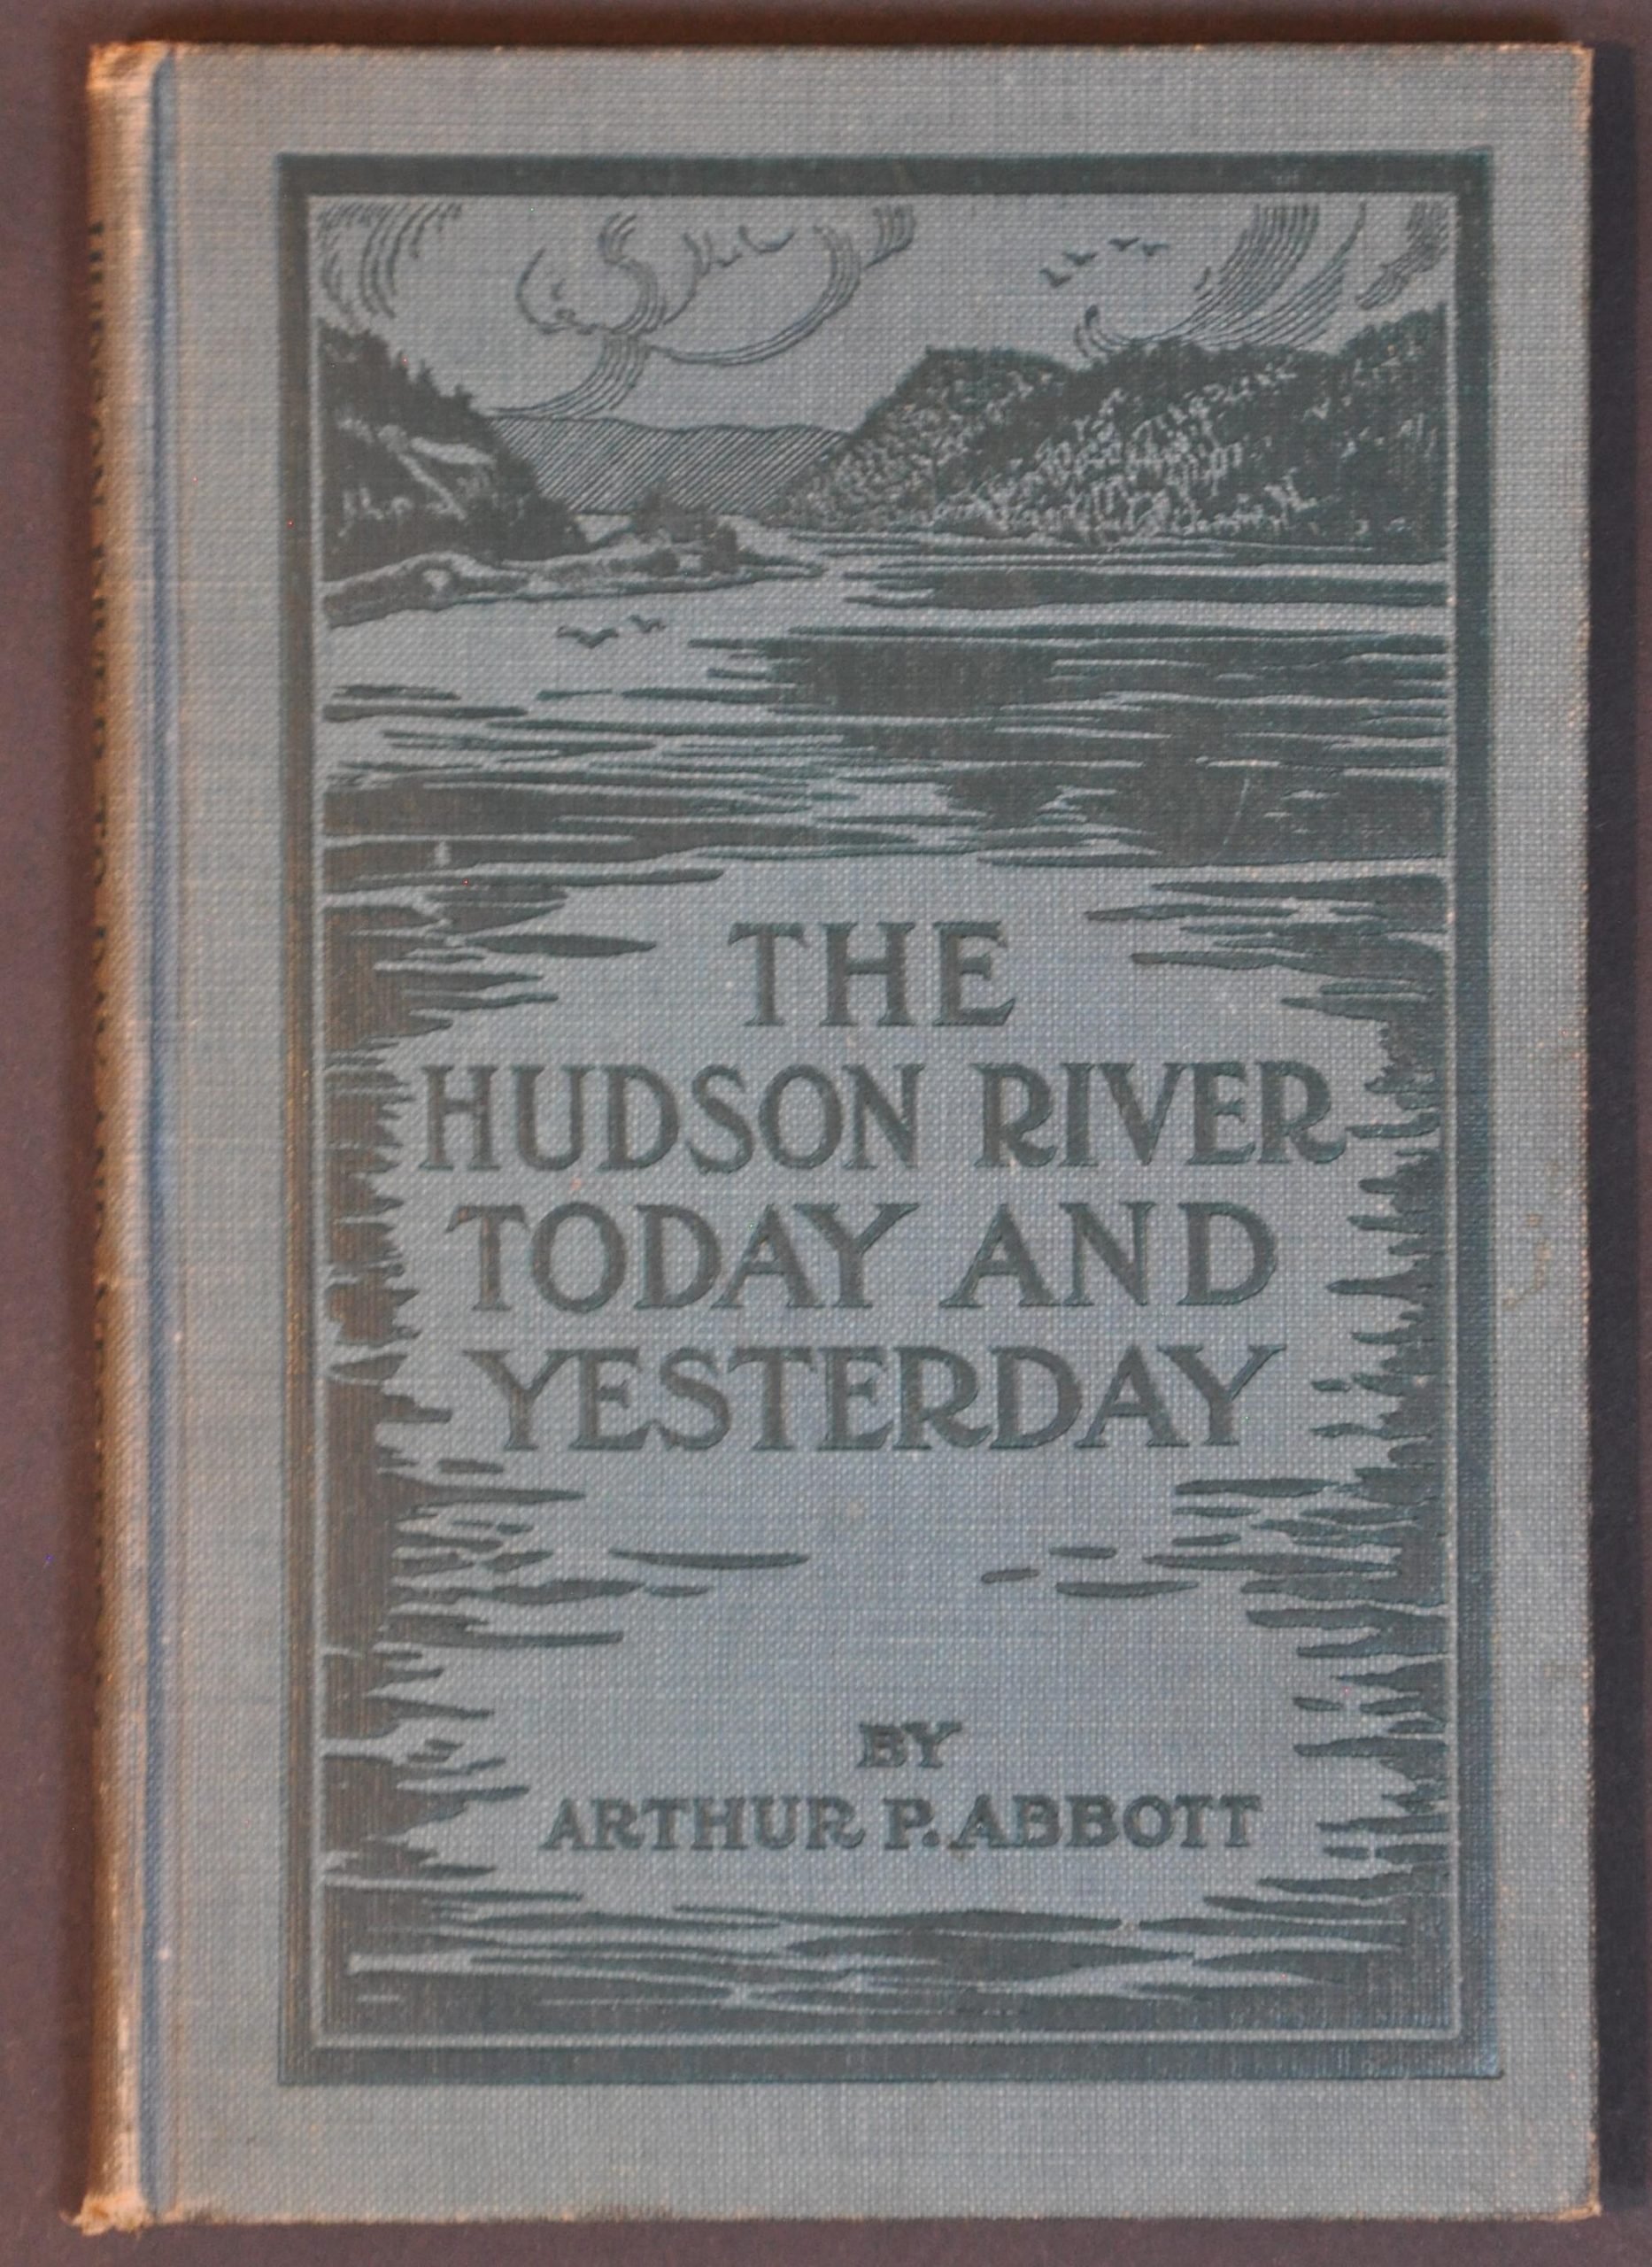 THE
HUDSON RIVER
TODAY AND
YESTERDAY
BY
ARTHUR P. ABBOTT